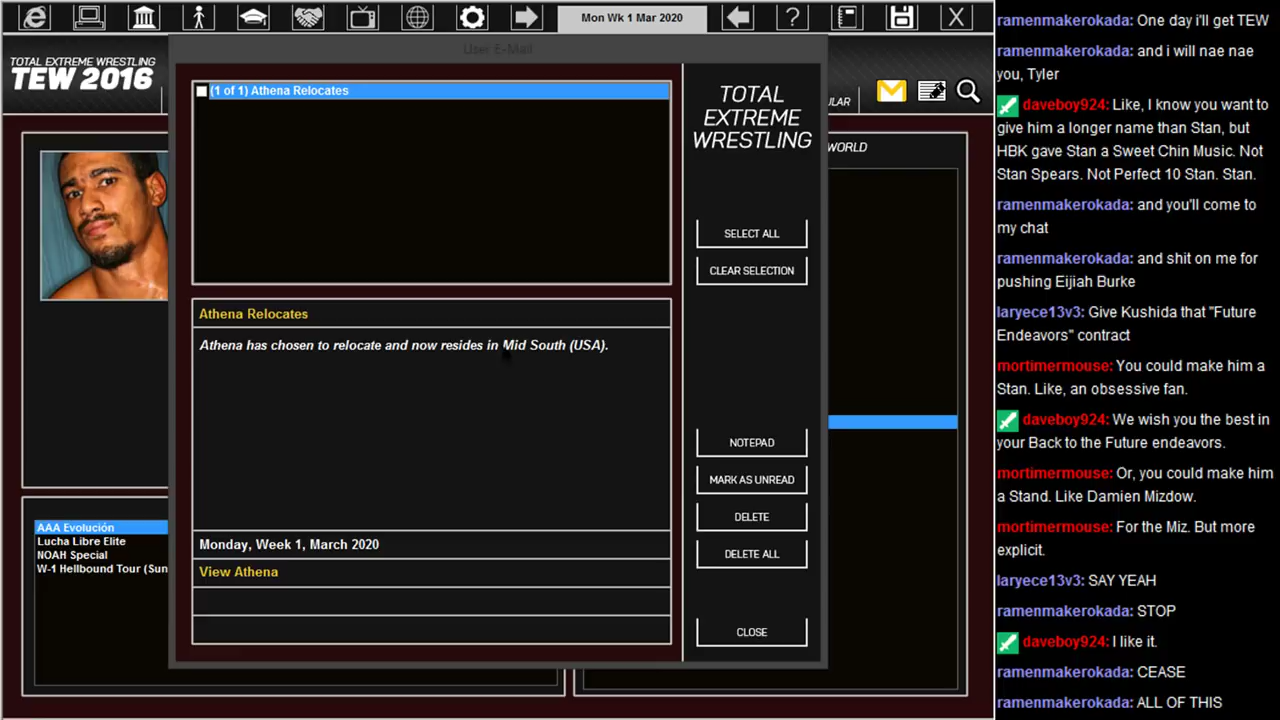 Mon Wk 1 Mar 2020
TOTAL EXTREME WRESTLING
TEW 2016
ULAR
WORLD
AAA Evolución
Lucha Libre Elite
NOAH Special
W-1 Hellbound Tour (Sun
User E-Mail
(1 of 1) Athena Relocates
Athena Relocates
Athena has chosen to relocate and now resides in Mid South (USA).
Monday, Week 1, March 2020
View Athena
TOTAL
EXTREME
WRESTLING
SELECT ALL
CLEAR SELECTION
NOTEPAD
MARK AS UNREAD
DELETE
DELETE ALL
CLOSE
ramenmakerokada: One day i'll get TEW
ramenmakerokada: and i will nae nae
you, Tyler
daveboy924: Like, I know you want to
give him a longer name than Stan, but
HBK gave Stan a Sweet Chin Music. Not
Stan Spears. Not Perfect 10 Stan. Stan.
ramenmakerokada: and you'll come to
my chat
ramenmakerokada: and shit on me for
pushing Eijiah Burke
laryece13v3: Give Kushida that "Future
Endeavors" contract
mortimermouse: You could make him a
Stan. Like, an obsessive fan.
daveboy924: We wish you the best in
your Back to the Future endeavors.
mortimermouse: Or, you could make him
a Stand. Like Damien Mizdow.
mortimermouse: For the Miz. But more
explicit.
laryece13v3: SAY YEAH
ramenmakerokada: STOP
daveboy924: I like it.
ramenmakerokada: CEASE
ramenmakerokada: ALL OF THIS